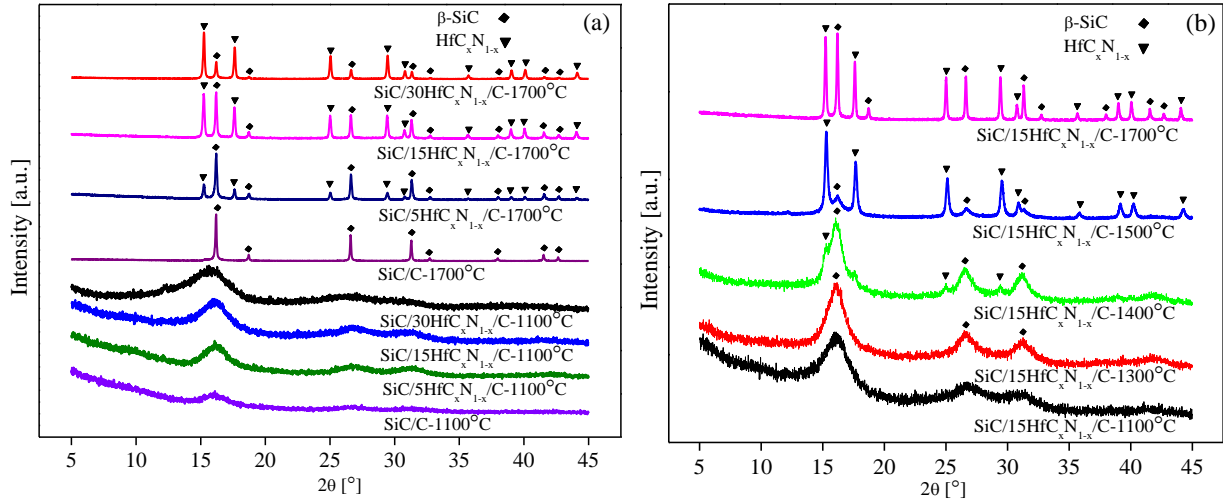 (a)
β-SiC
HfCxN1-x
SiC/30HfCxN1-x/C-1700°C
SiC/15HfCxN1-x/C-1700°C
SiC/5HfCxN1-x/C-1700°C
SiC/C-1700°C
SiC/30HfCxN1-x/C-1100°C
SiC/15HfCxN1-x/C-1100°C
SiC/5HfCxN1-x/C-1100°C
SiC/C-1100°C
Intensity [a.u.]
5 10 15 20 25 30 35 40 45
2θ [°]
(b)
β-SiC
HfCxN1-x
SiC/15HfCxN1-x/C-1700°C
SiC/15HfCxN1-x/C-1500°C
SiC/15HfCxN1-x/C-1400°C
SiC/15HfCxN1-x/C-1300°C
SiC/15HfCxN1-x/C-1100°C
Intensity [a.u.]
5 10 15 20 25 30 35 40 45
2θ [°]